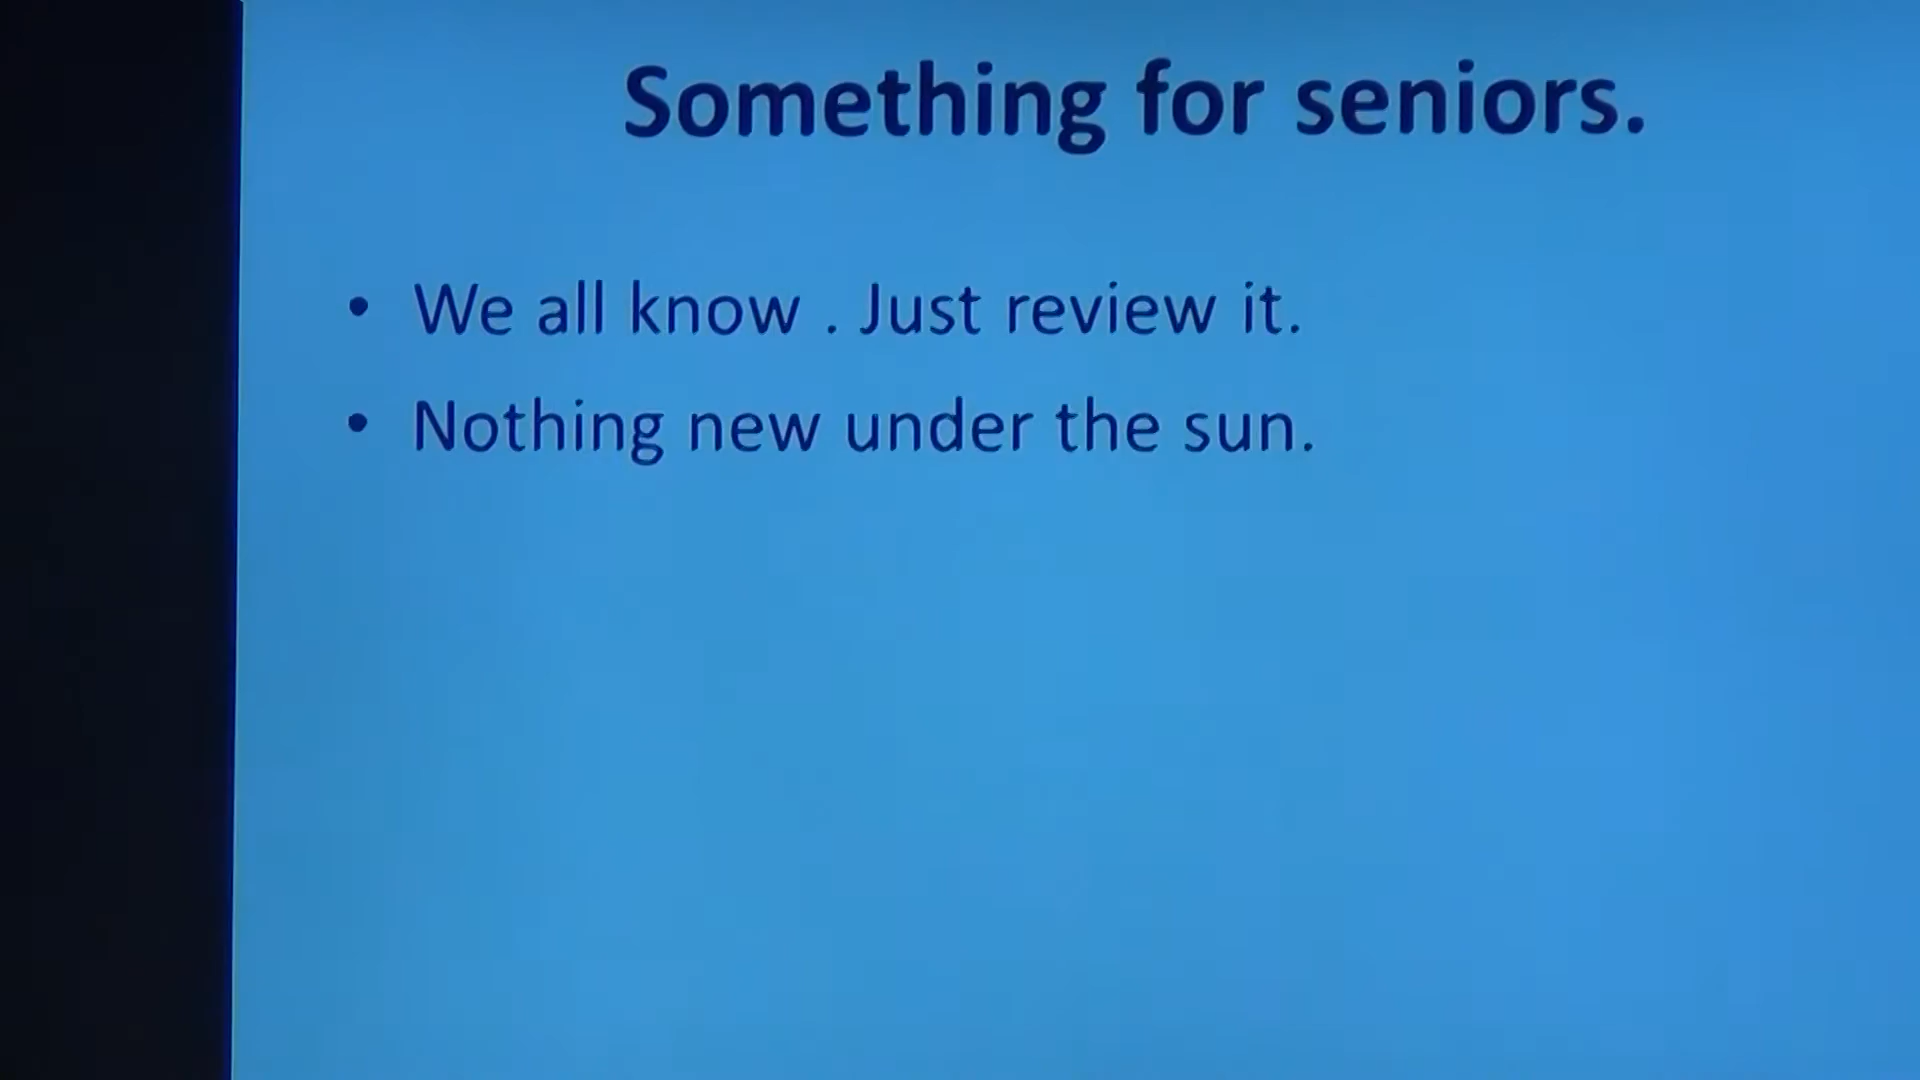 Something for seniors.
• We all know . Just review it.
• Nothing new under the sun.